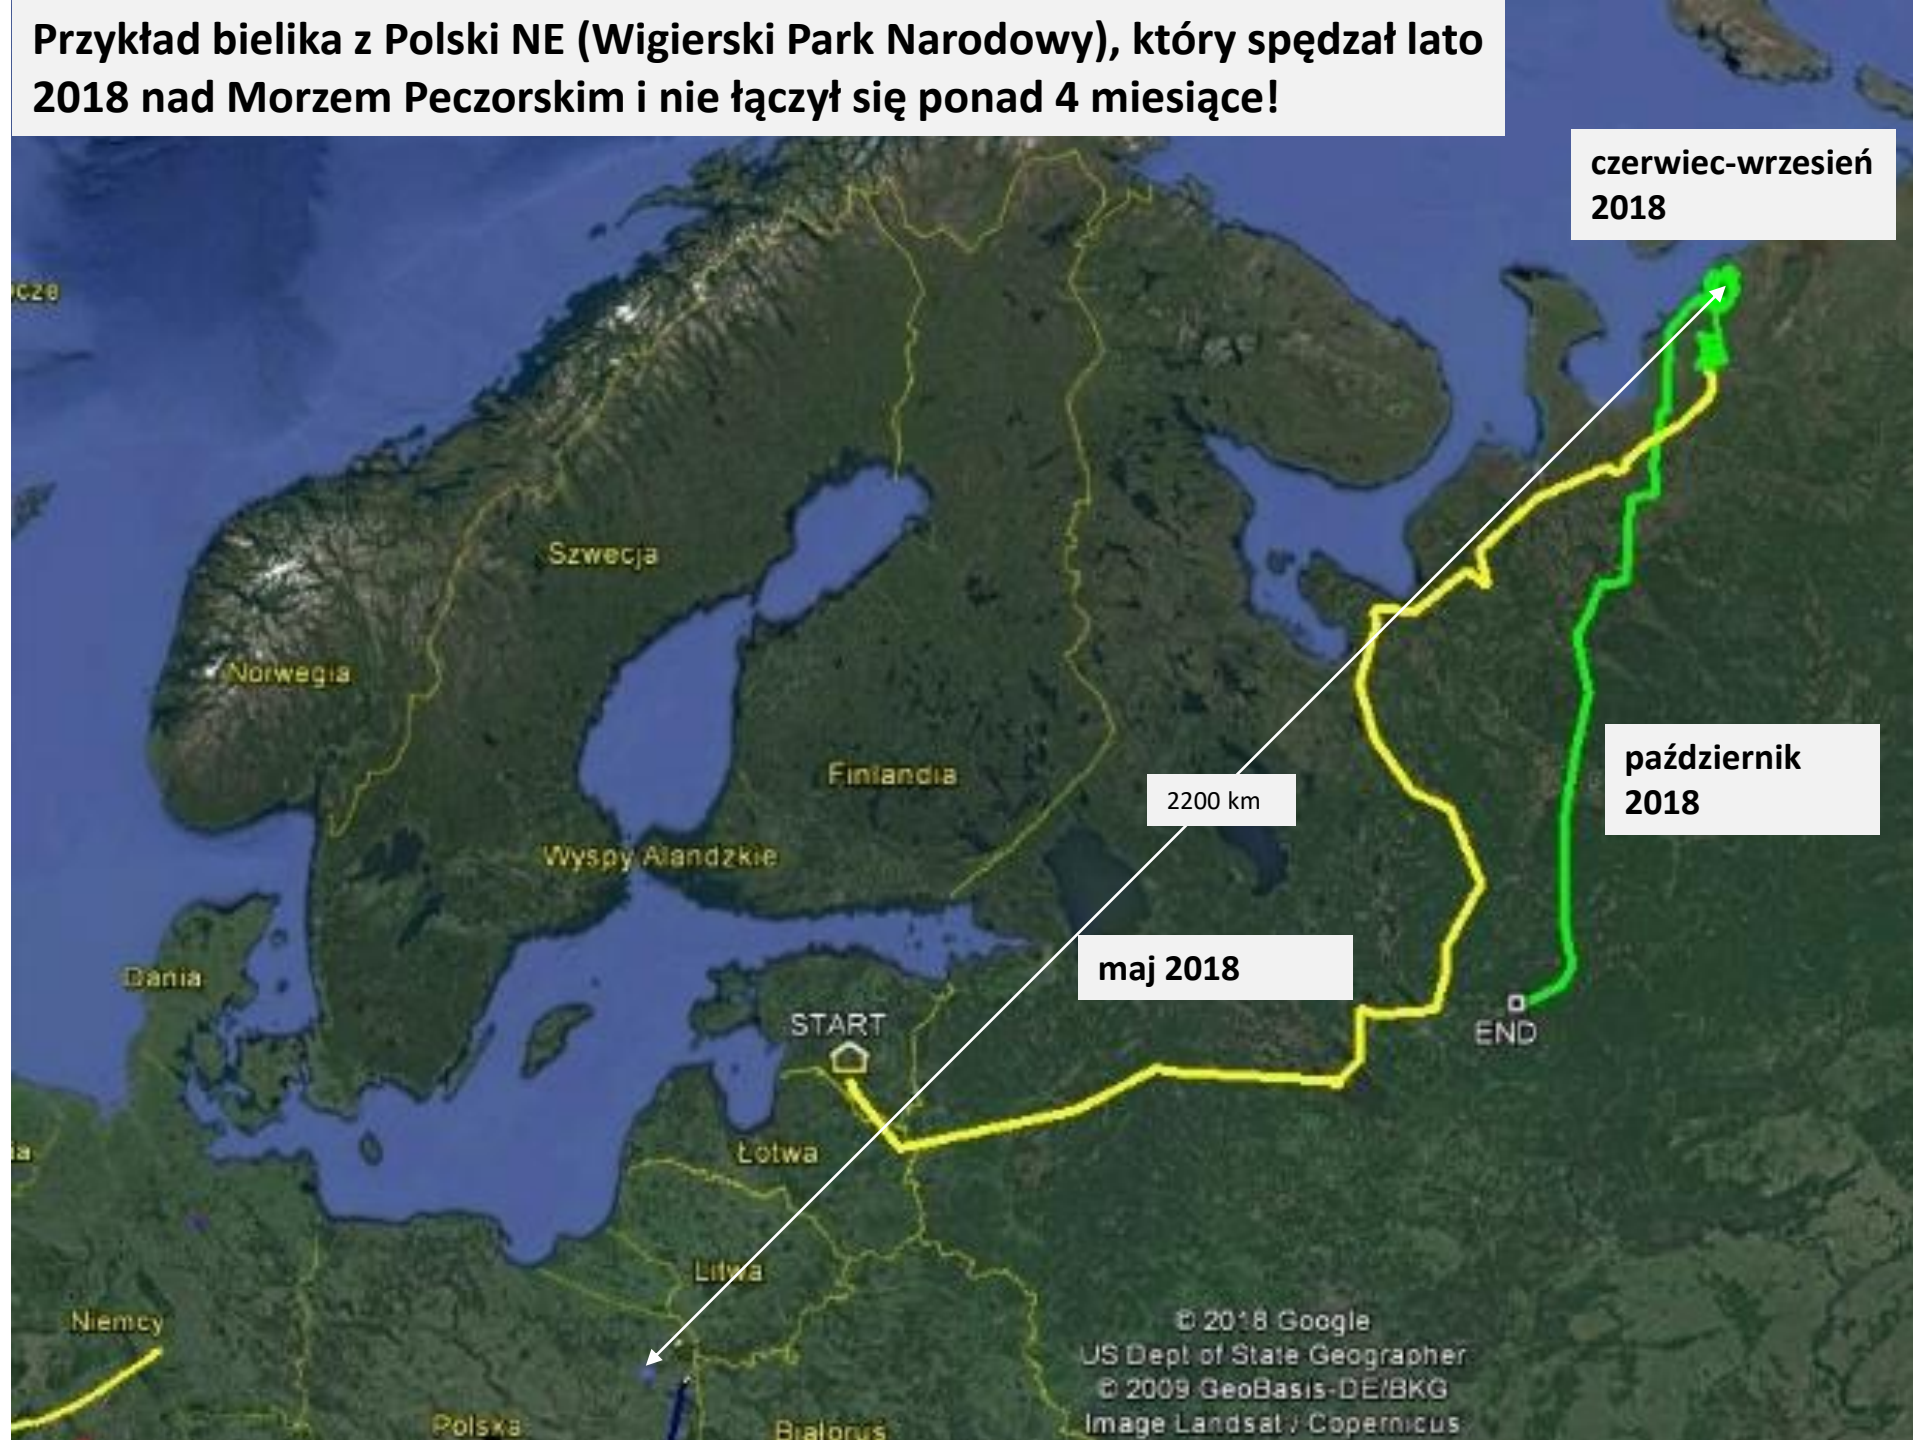 Przykład bielika z Polski NE (Wigierski Park Narodowy), który spędzał lato
2018 nad Morzem Peczorskim i nie łączył się ponad 4 miesiące!
czerwiec-wrzesień
2018
Szwecja
Norwegia
październik
2018
Finlandia
2200 km
Wyspy Alandzkie
maj 2018
Dania
START
END
Łotwa
Litwa
Niemcy
© 2018 Google
US Dept of State Geographer
© 2009 GeoBasis-DE/BKG
Image Landsat / Copernicus
Polska
Białoruś